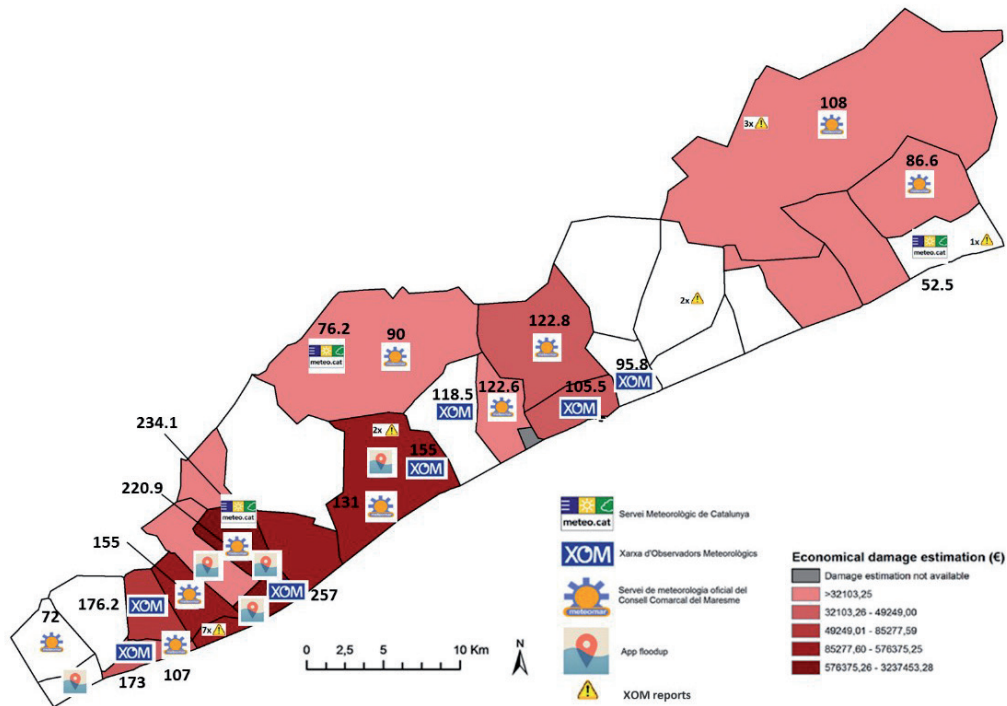 108
3x
86.6
meteo.cat
1x
52.5
2x
76.2
meteo.cat
90
122.8
95.8
XOM
118.5
XOM
122.6
105.5
XOM
234.1
2x
155
XOM
131
220.9
meteo.cat
155
XOM
257
176.2
XOM
72
7x
XOM
173
107
0 2,5 5 10 Km
N
meteo.cat
Servei Meteorològic de Catalunya
XOM
Xarxa d'Observadors Meteorològics
meteomar
Servei de meteorologia oficial del
Consell Comarcal del Maresme
App floodup
XOM reports
Economical damage estimation (€)
Damage estimation not available
>32103,25
32103,26 - 49249,00
49249,01 - 85277,59
85277,60 - 576375,25
576375,26 - 3237453,28